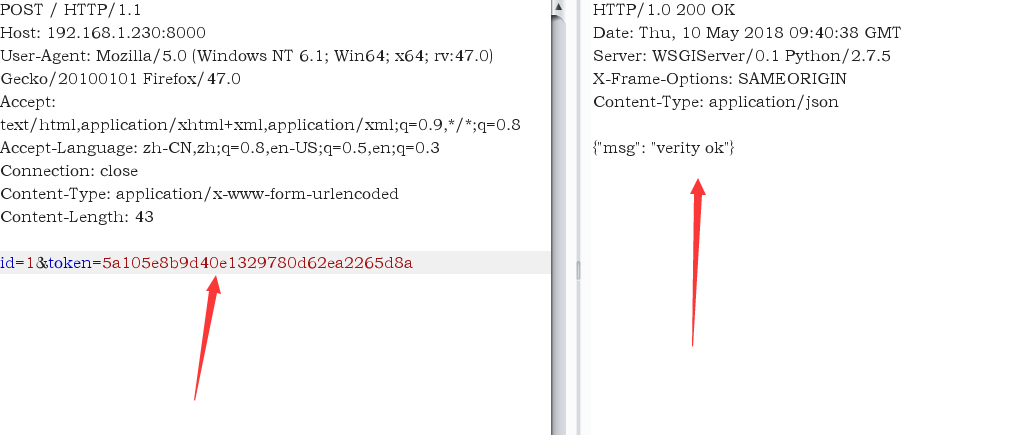 POST / HTTP/1.1
Host: 192.168.1.230:8000
User-Agent: Mozilla/5.0 (Windows NT 6.1; Win64; x64; rv:47.0)
Gecko/20100101 Firefox/47.0
Accept:
text/html,application/xhtml+xml,application/xml;q=0.9,*/*;q=0.8
Accept-Language: zh-CN,zh;q=0.8,en-US;q=0.5,en;q=0.3
Connection: close
Content-Type: application/x-www-form-urlencoded
Content-Length: 43
id=1&token=5a105e8b9d40e1329780d62ea2265d8a
HTTP/1.0 200 OK
Date: Thu, 10 May 2018 09:40:38 GMT
Server: WSGIServer/0.1 Python/2.7.5
X-Frame-Options: SAMEORIGIN
Content-Type: application/json
{"msg": "verity ok"}